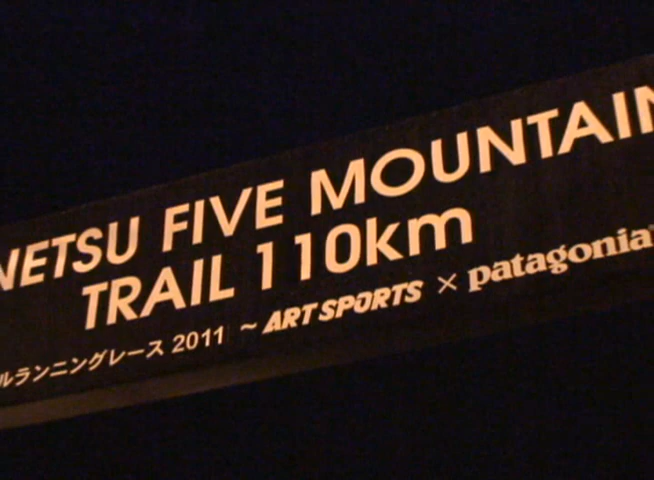 NETSU FIVE MOUNTAIN
TRAIL 110km
ルランニングレース 2011 ~ ART SPORTS × patagonia